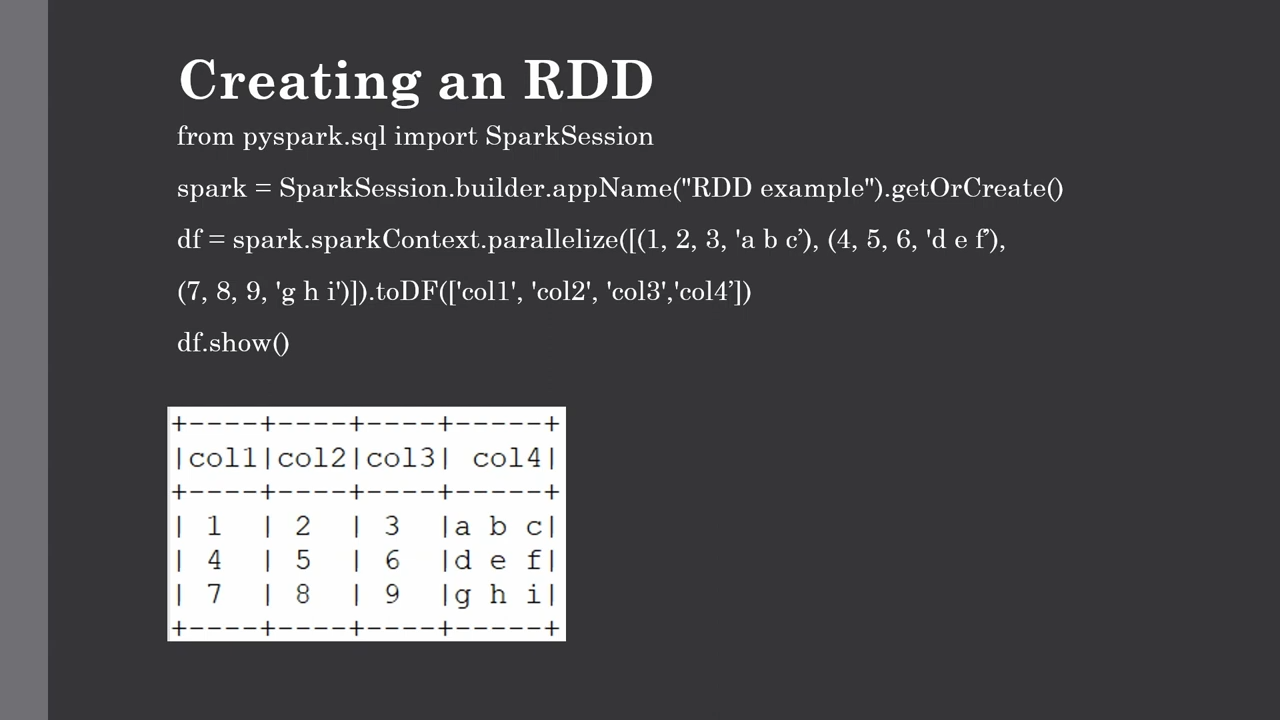 Creating an RDD
from pyspark.sql import SparkSession
spark = SparkSession.builder.appName("RDD example").getOrCreate()
df = spark.sparkContext.parallelize([(1, 2, 3, 'a b c’), (4, 5, 6, 'd e f’),
(7, 8, 9, 'g h i')]).toDF(['col1', 'col2', 'col3','col4’])
df.show()
+----+----+----+-----+
|col1|col2|col3| col4|
+----+----+----+-----+
| 1  | 2  | 3  |a b c|
| 4  | 5  | 6  |d e f|
| 7  | 8  | 9  |g h i|
+----+----+----+-----+